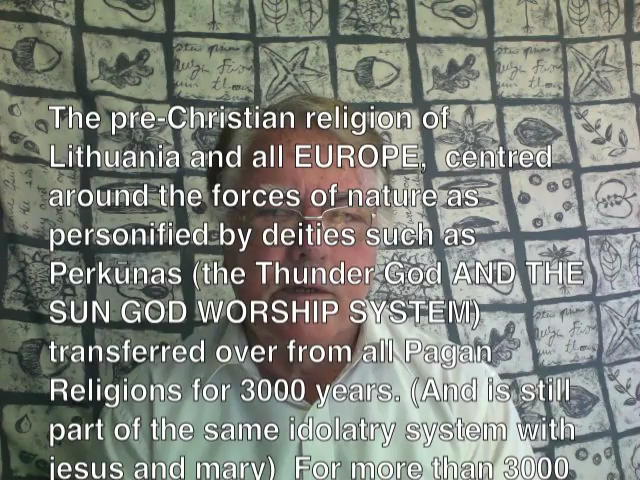 The pre-Christian religion of
Lithuania and all EUROPE,  centred
around the forces of nature as
personified by deities such as
Perkūnas (the Thunder God AND THE
SUN GOD WORSHIP SYSTEM)
transferred over from all Pagan
Religions for 3000 years. (And is still
part of the same idolatry system with
jesus and mary)  For more than 3000